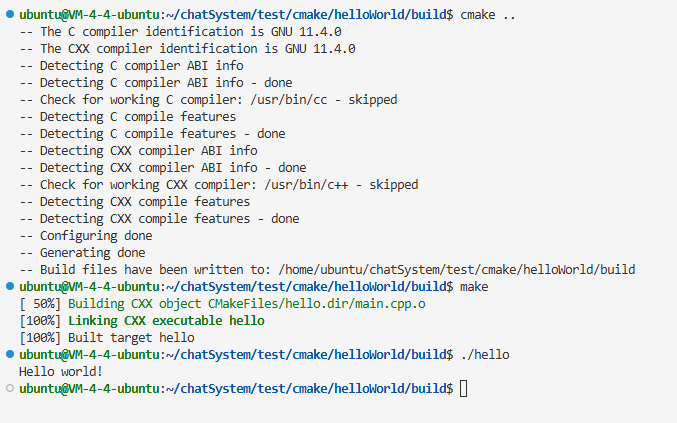 ubuntu@VM-4-4-ubuntu:~/chatSystem/test/cmake/helloWorld/build$ cmake ..
-- The C compiler identification is GNU 11.4.0
-- The CXX compiler identification is GNU 11.4.0
-- Detecting C compiler ABI info
-- Detecting C compiler ABI info - done
-- Check for working C compiler: /usr/bin/cc - skipped
-- Detecting C compile features
-- Detecting C compile features - done
-- Detecting CXX compiler ABI info
-- Detecting CXX compiler ABI info - done
-- Check for working CXX compiler: /usr/bin/c++ - skipped
-- Detecting CXX compile features
-- Detecting CXX compile features - done
-- Configuring done
-- Generating done
-- Build files have been written to: /home/ubuntu/chatSystem/test/cmake/helloWorld/build
ubuntu@VM-4-4-ubuntu:~/chatSystem/test/cmake/helloWorld/build$ make
[ 50%] Building CXX object CMakeFiles/hello.dir/main.cpp.o
[100%] Linking CXX executable hello
[100%] Built target hello
ubuntu@VM-4-4-ubuntu:~/chatSystem/test/cmake/helloWorld/build$ ./hello
Hello world!
ubuntu@VM-4-4-ubuntu:~/chatSystem/test/cmake/helloWorld/build$